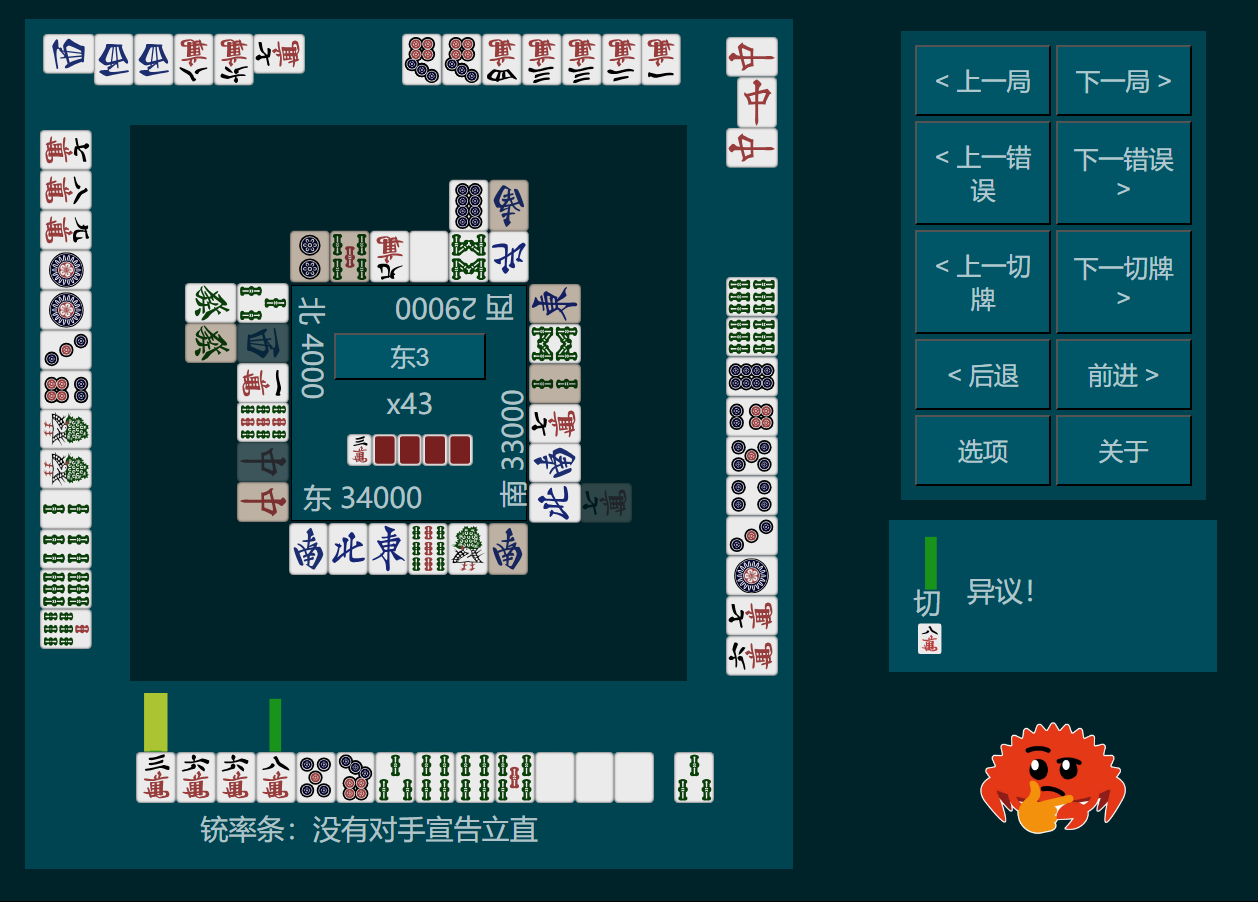 北 4000
西 29000
东3
x43
南 33000
东 34000
铳率条：没有对手宣告立直
< 上一局
下一局 >
< 上一错
误
下一错误
>
< 上一切
牌
下一切牌
>
< 后退
前进 >
选项
关于
切
异议！